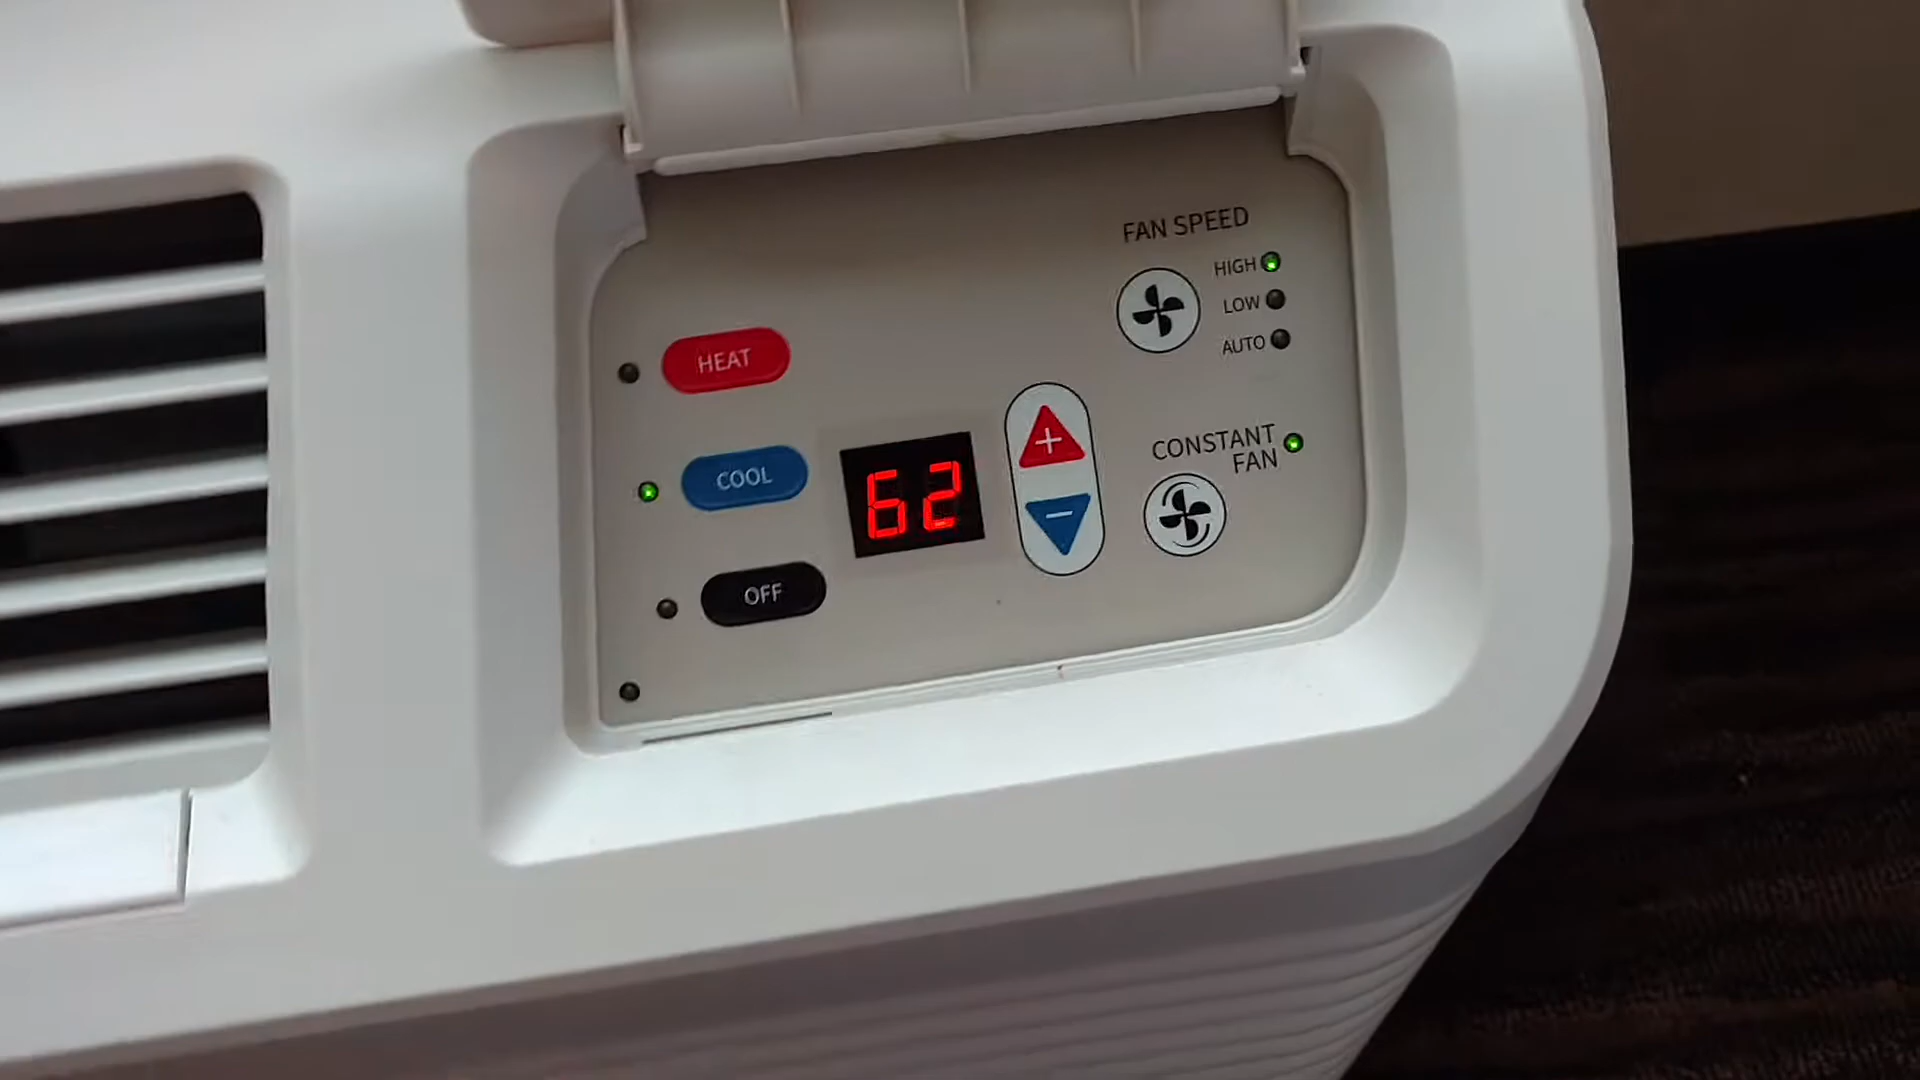 FAN SPEED
HIGH
LOW
AUTO
HEAT
COOL
OFF
62
+
−
CONSTANT
FAN